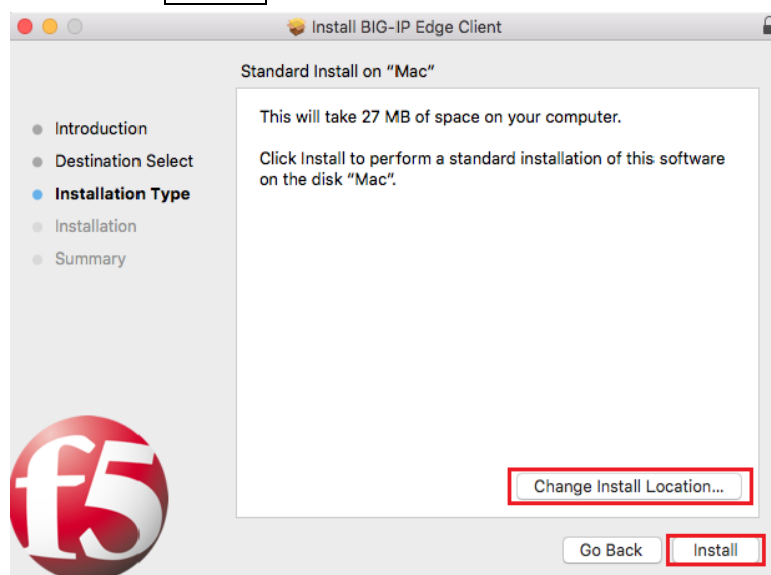 Install BIG-IP Edge Client
Standard Install on “Mac”
Introduction
Destination Select
Installation Type
Installation
Summary
This will take 27 MB of space on your computer.
Click Install to perform a standard installation of this software
on the disk “Mac”.
f5
Change Install Location...
Go Back
Install